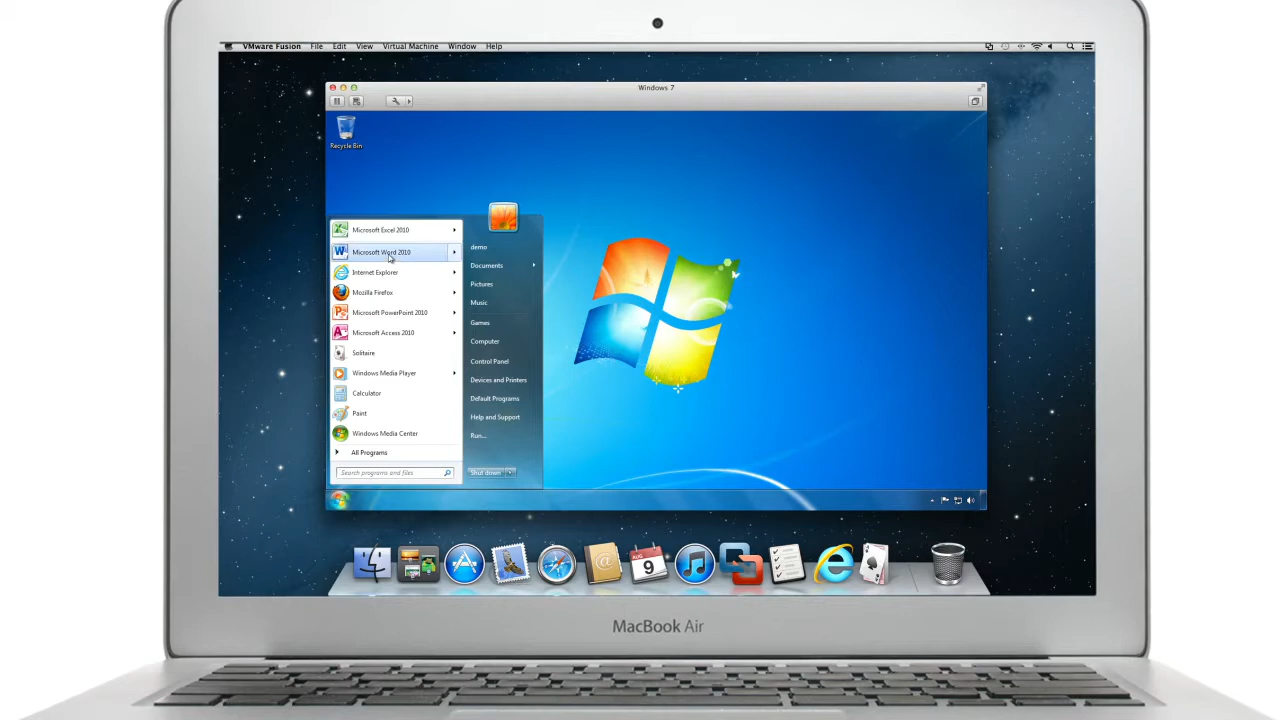 VMware Fusion File Edit View Virtual Machine Window Help
Windows 7
Recycle Bin
Microsoft Excel 2010
Microsoft Word 2010
Internet Explorer
Mozilla Firefox
Microsoft PowerPoint 2010
Microsoft Access 2010
Solitaire
Windows Media Player
Calculator
Paint
Windows Media Center
All Programs
Search programs and files
demo
Documents
Pictures
Music
Games
Computer
Control Panel
Devices and Printers
Default Programs
Help and Support
Run...
Shut down
AUG
9
MacBook Air